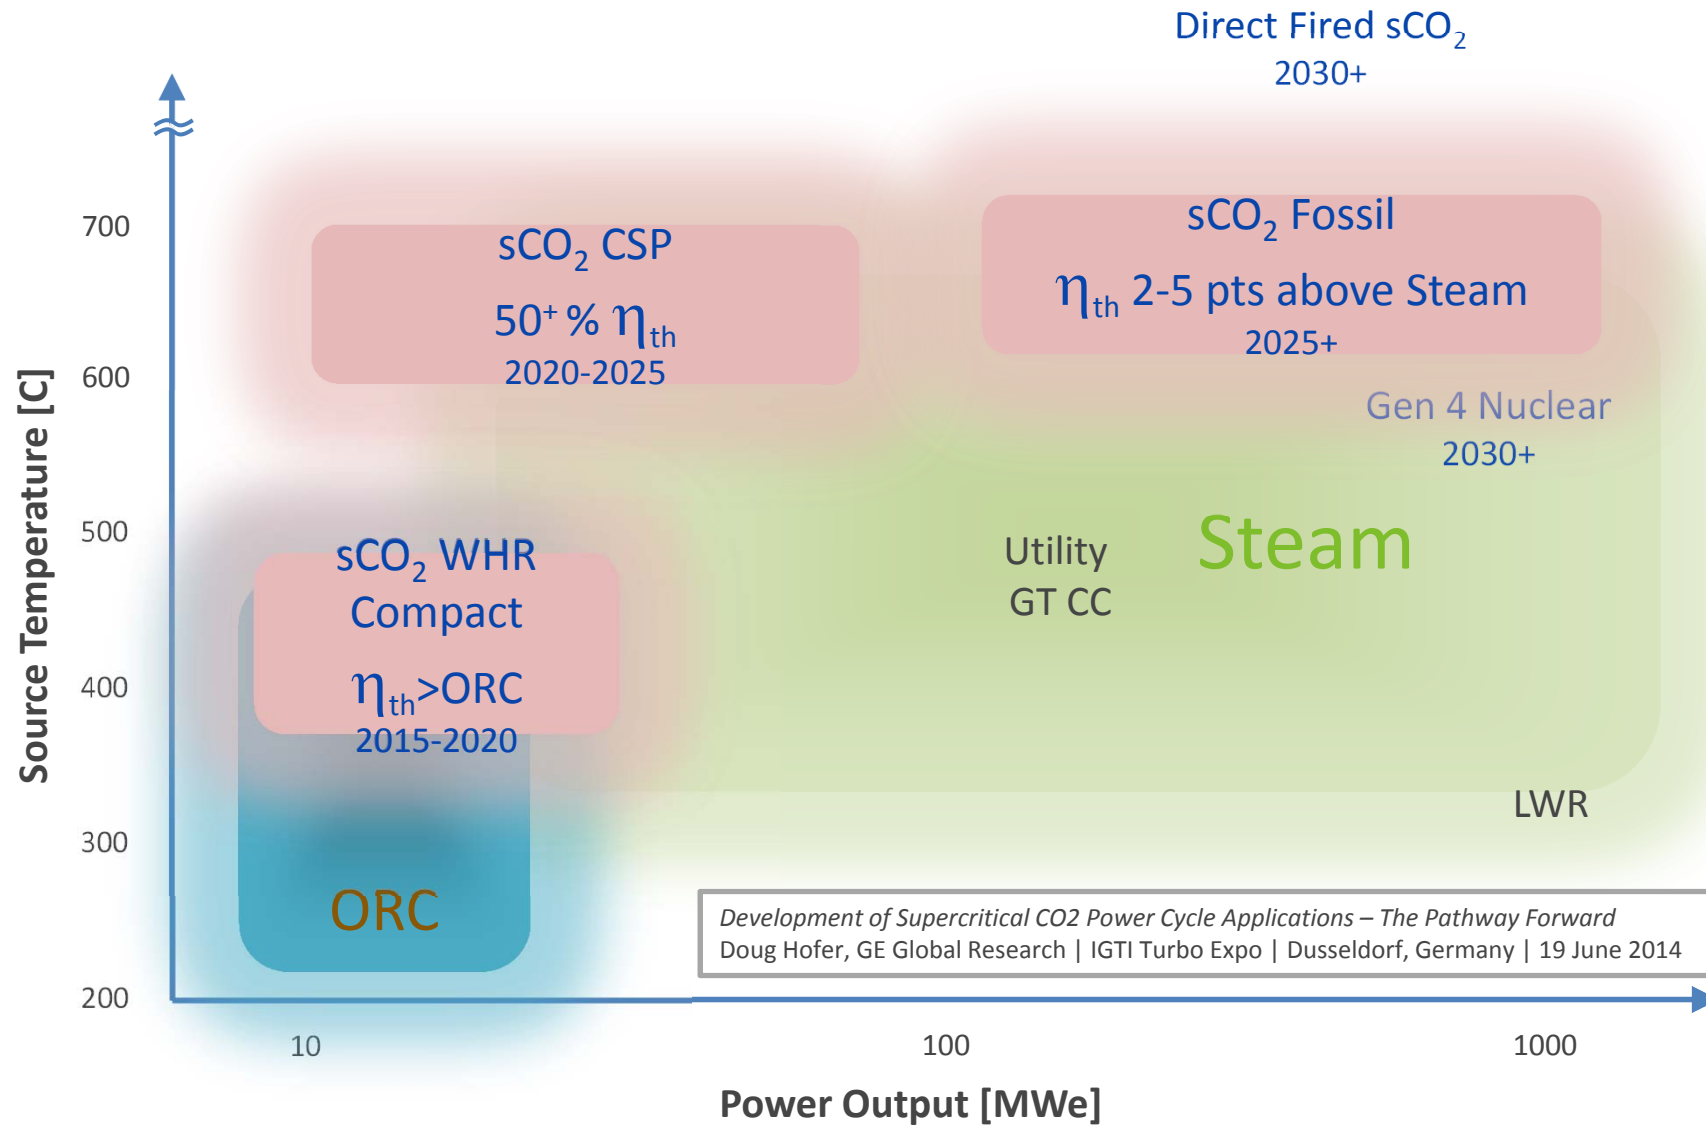 Direct Fired sCO₂
2030+
700
600
500
400
300
200
Source Temperature [C]
sCO₂ CSP
50⁺ % ηth
2020-2025
sCO₂ Fossil
ηth 2-5 pts above Steam
2025+
Gen 4 Nuclear
2030+
sCO₂ WHR
Compact
ηth>ORC
2015-2020
Utility
GT CC
Steam
LWR
ORC
Development of Supercritical CO2 Power Cycle Applications – The Pathway Forward
Doug Hofer, GE Global Research | IGTI Turbo Expo | Dusseldorf, Germany | 19 June 2014
10
100
1000
Power Output [MWe]